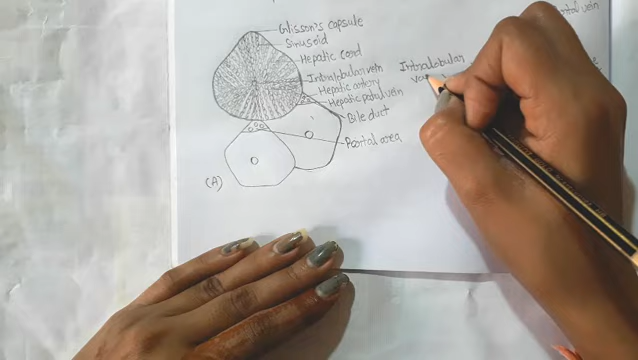 Glisson's capsule
Sinusoid
Hepatic cord
Intralobular vein
Hepatic artery
Hepatic portal vein
Bile duct
Portal area
(A)
Intralobular
vein